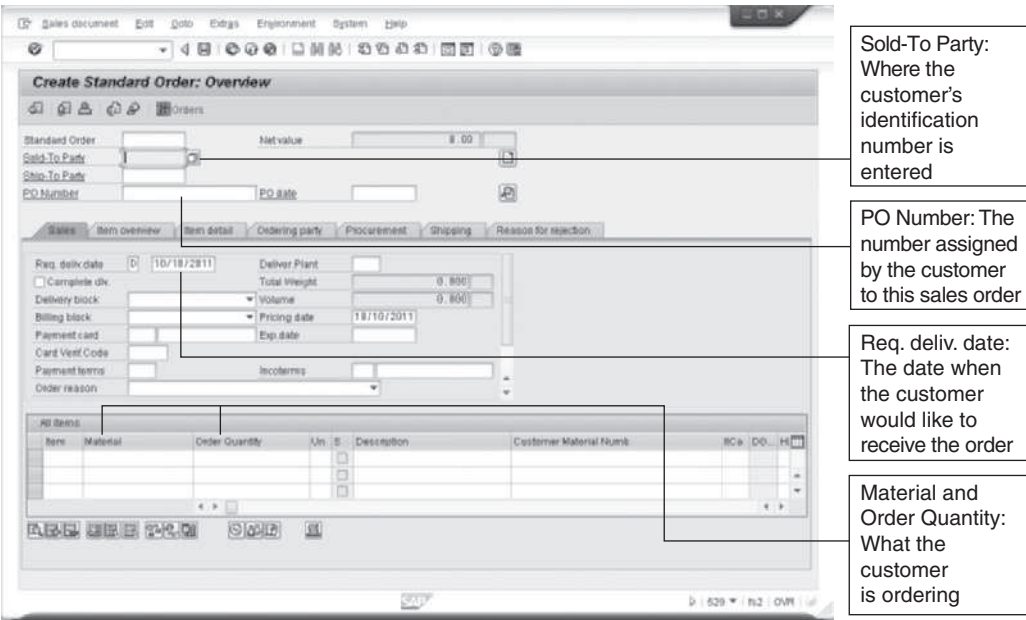 Sales document Edit Goto Extras Environment System Help
Create Standard Order: Overview
Orders
Standard Order Net value 0.00
Sold-To Party
Ship-To Party
PO Number PO date
Sales Item overview Item detail Ordering party Procurement Shipping Reason for rejection
Req. deliv.date D 10/18/2011 Deliver.Plant
Complete dlv. Total Weight 0.000
Delivery block Volume 0.000
Billing block Pricing date 18/10/2011
Payment card Exp.date
Card Verif.Code
Payment terms Incoterms
Order reason
All items
Item Material Order Quantity Un S Description Customer Material Numb ItCa DG...
SAP
OVR
Sold-To Party:
Where the
customer's
identification
number is
entered
PO Number: The
number assigned
by the customer
to this sales order
Req. deliv. date:
The date when
the customer
would like to
receive the order
Material and
Order Quantity:
What the
customer
is ordering